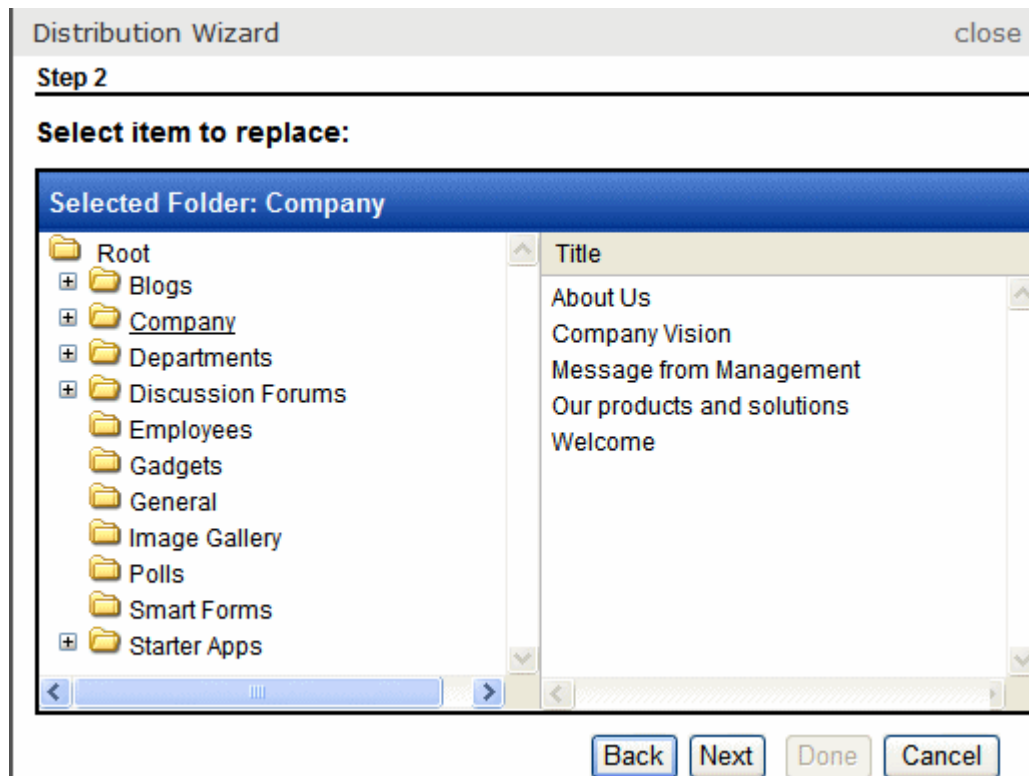 Distribution Wizard close
Step 2
Select item to replace:
Selected Folder: Company
Root
Blogs
Company
Departments
Discussion Forums
Employees
Gadgets
General
Image Gallery
Polls
Smart Forms
Starter Apps
Title
About Us
Company Vision
Message from Management
Our products and solutions
Welcome
Back Next Done Cancel